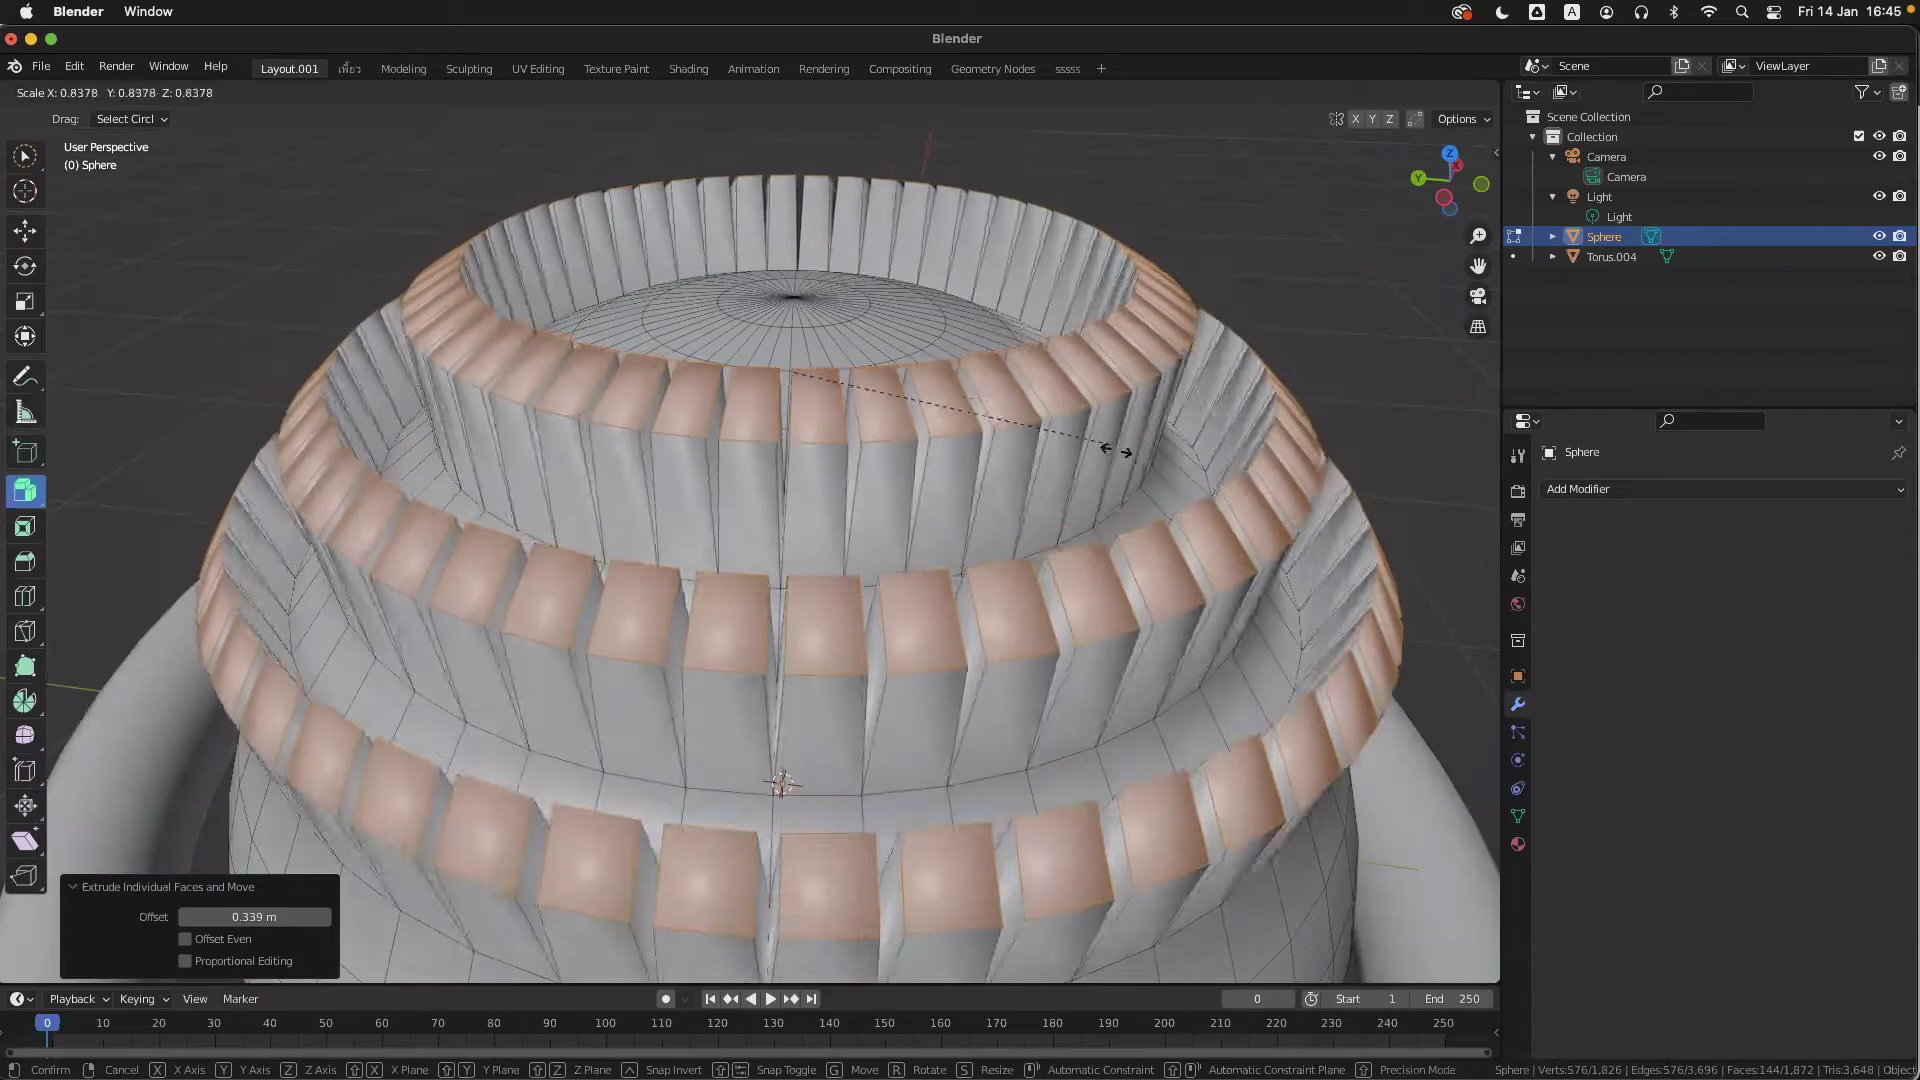 Blender Window Fri 14 Jan 16:45
Blender
File Edit Render Window Help Layout.001 เพี้ยว Modeling Sculpting UV Editing Texture Paint Shading Animation Rendering Compositing Geometry Nodes sssss + Scene ViewLayer
Scale X: 0.8378 Y: 0.8378 Z: 0.8378
Drag: Select Circl X Y Z Options
User Perspective
(0) Sphere
Z
X
Y
Scene Collection
Collection
Camera
Camera
Light
Light
Sphere
Torus.004
Sphere
Add Modifier
Extrude Individual Faces and Move
Offset 0.339 m
Offset Even
Proportional Editing
Playback Keying View Marker 0 Start 1 End 250
0 10 20 30 40 50 60 70 80 90 100 110 120 130 140 150 160 170 180 190 200 210 220 230 240 250
Confirm Cancel X X Axis Y Y Axis Z Z Axis X X Plane Y Y Plane Z Z Plane Snap Invert Snap Toggle G Move R Rotate S Resize Automatic Constraint Automatic Constraint Plane Precision Mode Sphere | Verts:576/1,826 | Edges:576/3,696 | Faces:144/1,872 | Tris:3,648 | Object